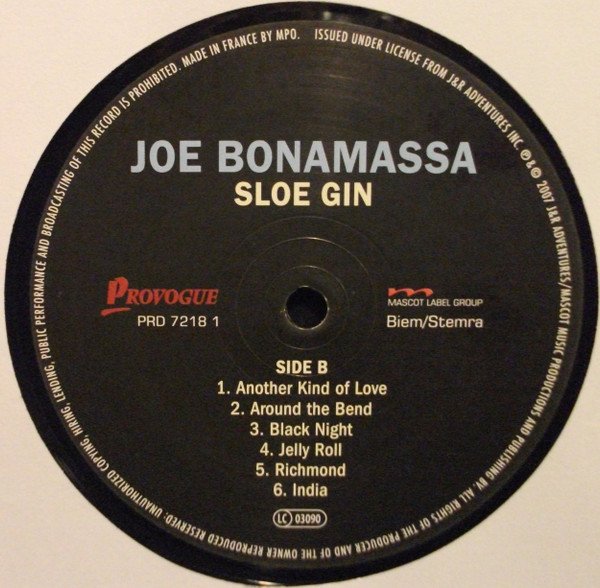 JOE BONAMASSA
SLOE GIN
PROVOGUE
PRD 7218 1
MASCOT LABEL GROUP
Biem/Stemra
SIDE B
1. Another Kind of Love
2. Around the Bend
3. Black Night
4. Jelly Roll
5. Richmond
6. India
LC 03090
ISSUED UNDER LICENSE FROM J&R ADVENTURES INC. ℗ & © 2007 J&R ADVENTURES/MASCOT MUSIC PRODUCTIONS AND PUBLISHING BV. ALL RIGHTS OF THE PRODUCER AND OF THE OWNER REPRODUCED RESERVED: UNAUTHORIZED COPYING, HIRING, LENDING, PUBLIC PERFORMANCE AND BROADCASTING OF THIS RECORD IS PROHIBITED. MADE IN FRANCE BY MPO.